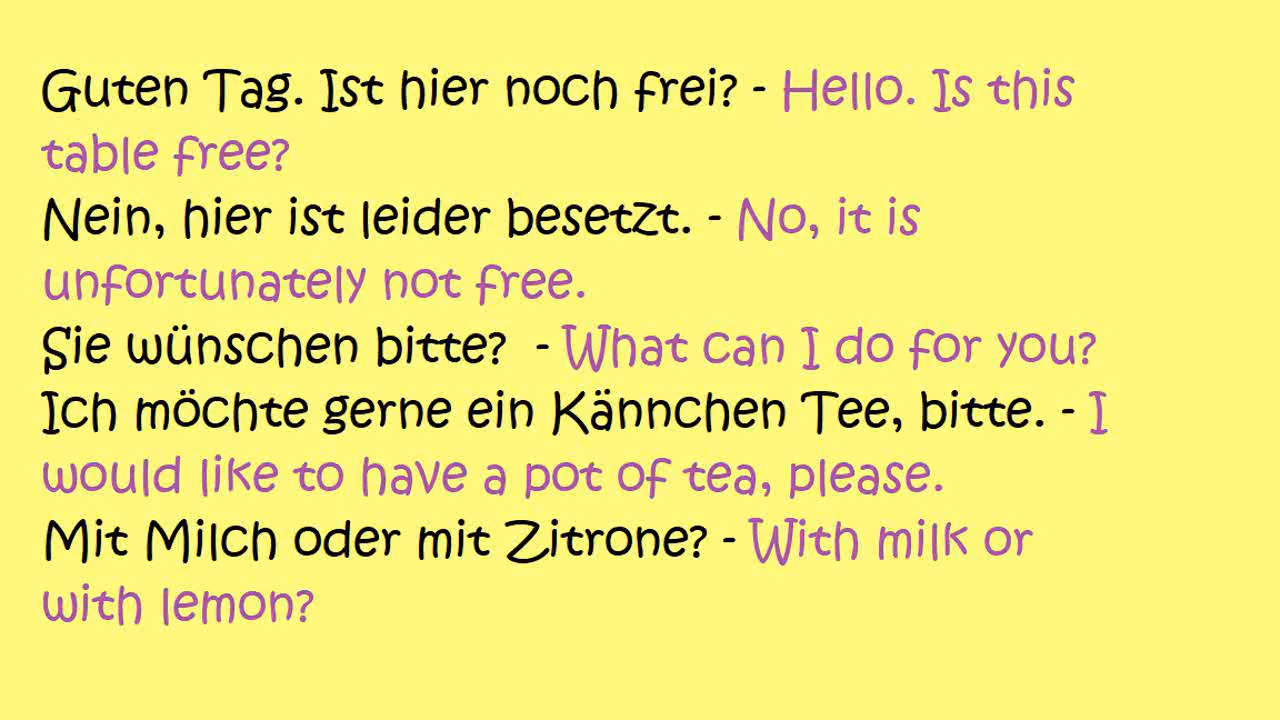 Guten Tag. Ist hier noch frei? - Hello. Is this
table free?
Nein, hier ist leider besetzt. - No, it is
unfortunately not free.
Sie wünschen bitte?  - What can I do for you?
Ich möchte gerne ein Kännchen Tee, bitte. - I
would like to have a pot of tea, please.
Mit Milch oder mit Zitrone? - With milk or
with lemon?